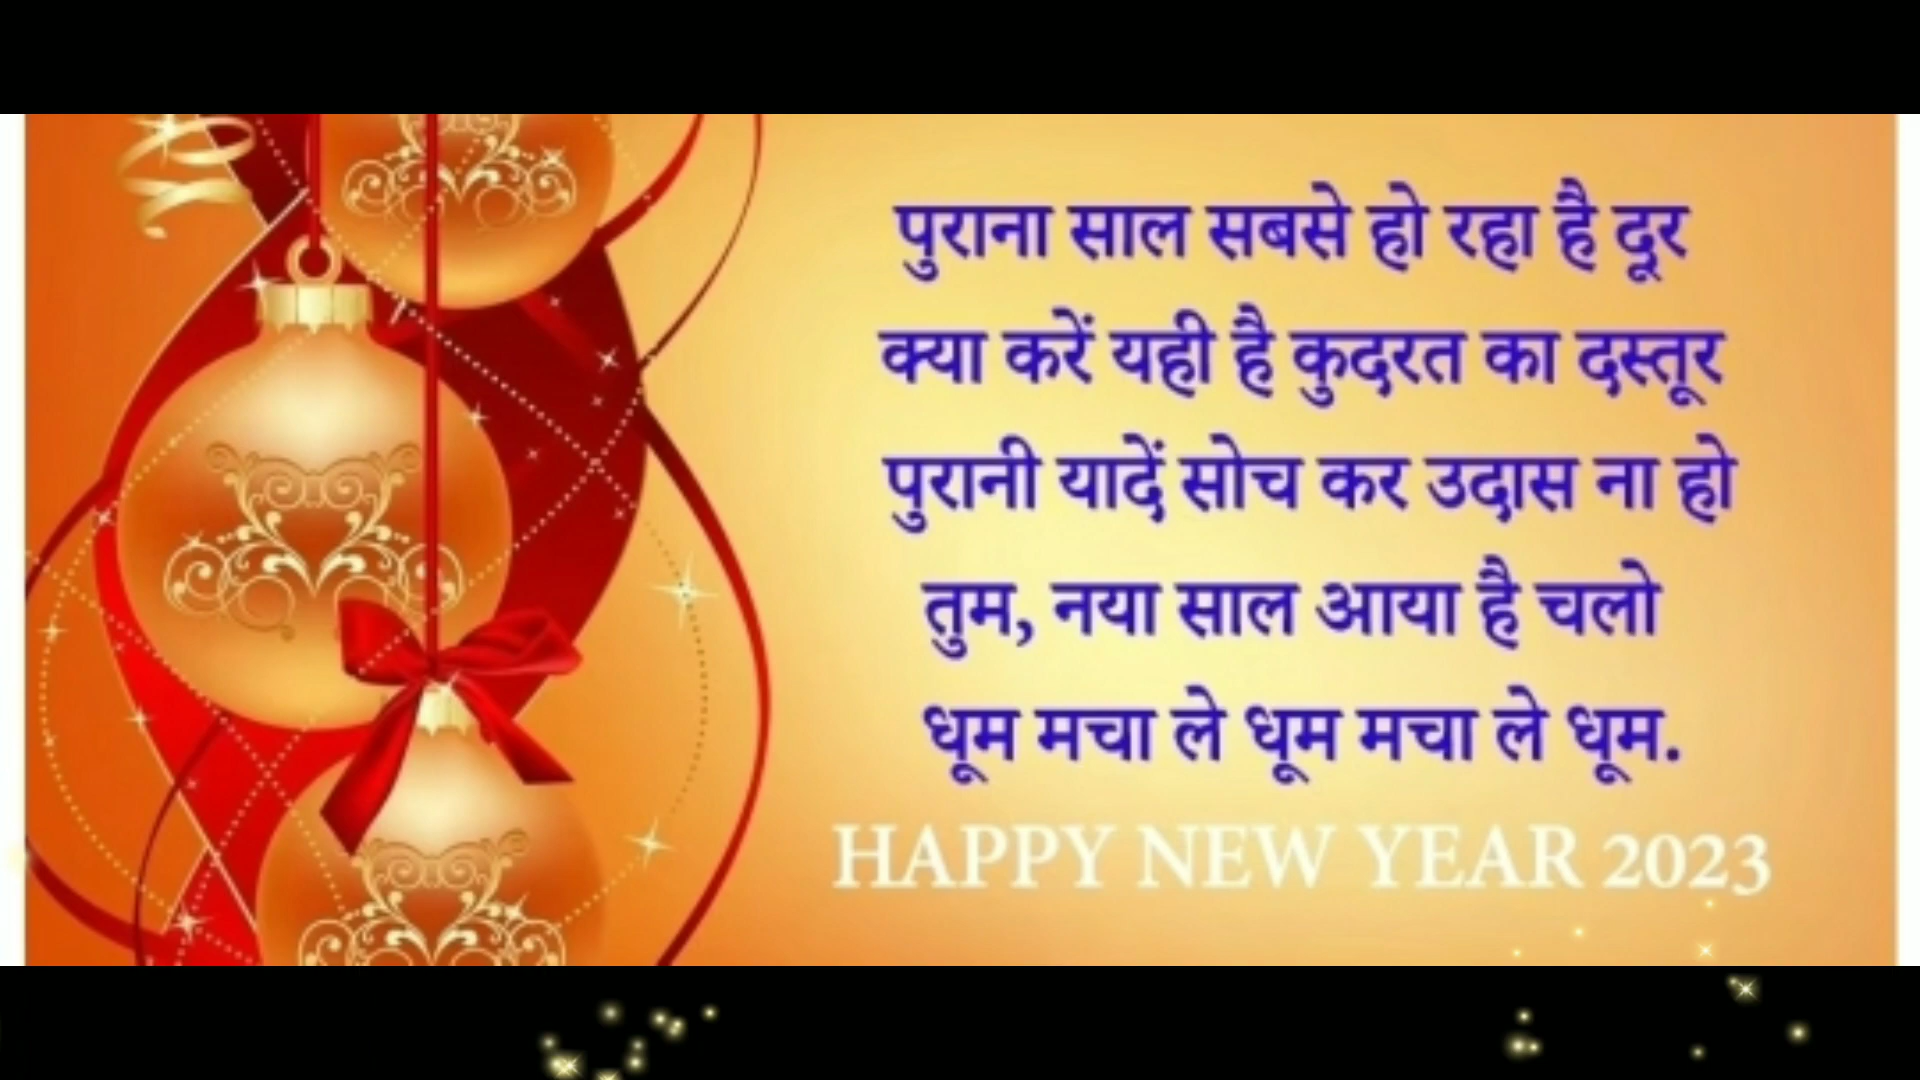 पुराना साल सबसे हो रहा है दूर
क्या करें यही है कुदरत का दस्तूर
पुरानी यादें सोच कर उदास ना हो
तुम, नया साल आया है चलो
धूम मचा ले धूम मचा ले धूम.
HAPPY NEW YEAR 2023